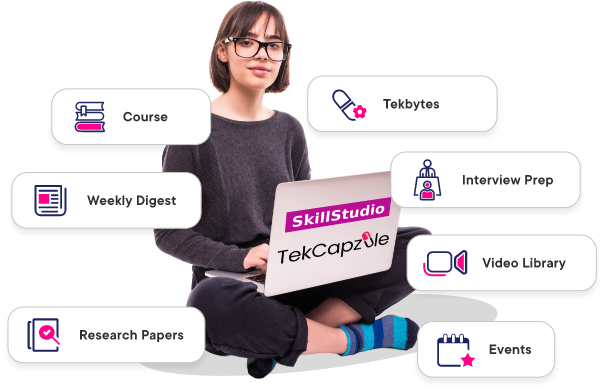 Course
Tekbytes
Weekly Digest
Interview Prep
SkillStudio
TekCapzule
Video Library
Research Papers
Events